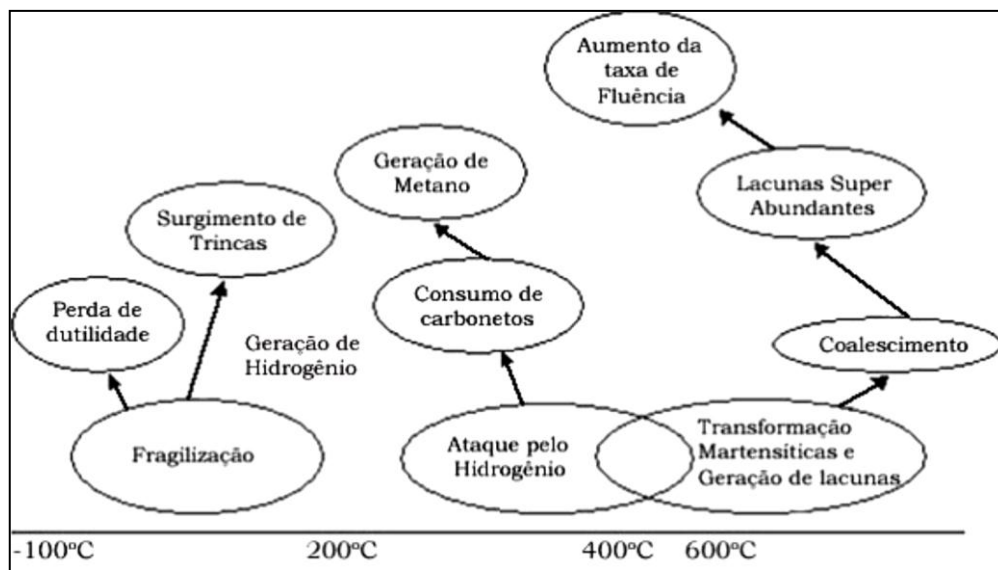 Aumento da
taxa de
Fluência
Geração de
Metano
Lacunas Super
Abundantes
Surgimento de
Trincas
Consumo de
carbonetos
Perda de
dutilidade
Geração de
Hidrogênio
Coalescimento
Fragilização
Ataque pelo
Hidrogênio
Transformação
Martensíticas e
Geração de lacunas
-100ºC
200ºC
400ºC
600ºC